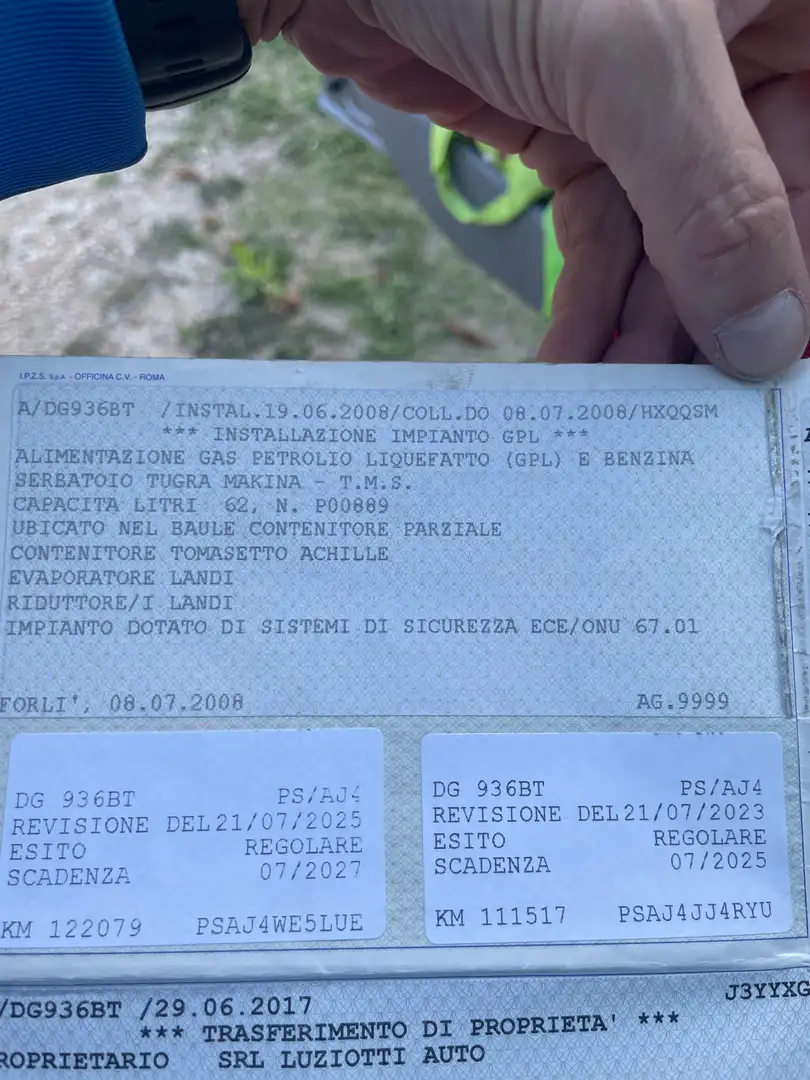 I.P.Z.S. S.p.A. - OFFICINA C.V. - ROMA
A/DG936BT /INSTAL.19.06.2008/COLL.DO 08.07.2008/HXQQSM
*** INSTALLAZIONE IMPIANTO GPL ***
ALIMENTAZIONE GAS PETROLIO LIQUEFATTO (GPL) E BENZINA
SERBATOIO TUGRA MAKINA - T.M.S.
CAPACITA LITRI 62, N. P00889
UBICATO NEL BAULE CONTENITORE PARZIALE
CONTENITORE TOMASETTO ACHILLE
EVAPORATORE LANDI
RIDUTTORE/I LANDI
IMPIANTO DOTATO DI SISTEMI DI SICUREZZA ECE/ONU 67.01
FORLI', 08.07.2008 AG.9999
DG 936BT PS/AJ4
REVISIONE DEL21/07/2025
ESITO REGOLARE
SCADENZA 07/2027
KM 122079 PSAJ4WE5LUE
DG 936BT PS/AJ4
REVISIONE DEL21/07/2023
ESITO REGOLARE
SCADENZA 07/2025
KM 111517 PSAJ4JJ4RYU
/DG936BT /29.06.2017 J3YYXG
*** TRASFERIMENTO DI PROPRIETA' ***
ROPRIETARIO SRL LUZIOTTI AUTO